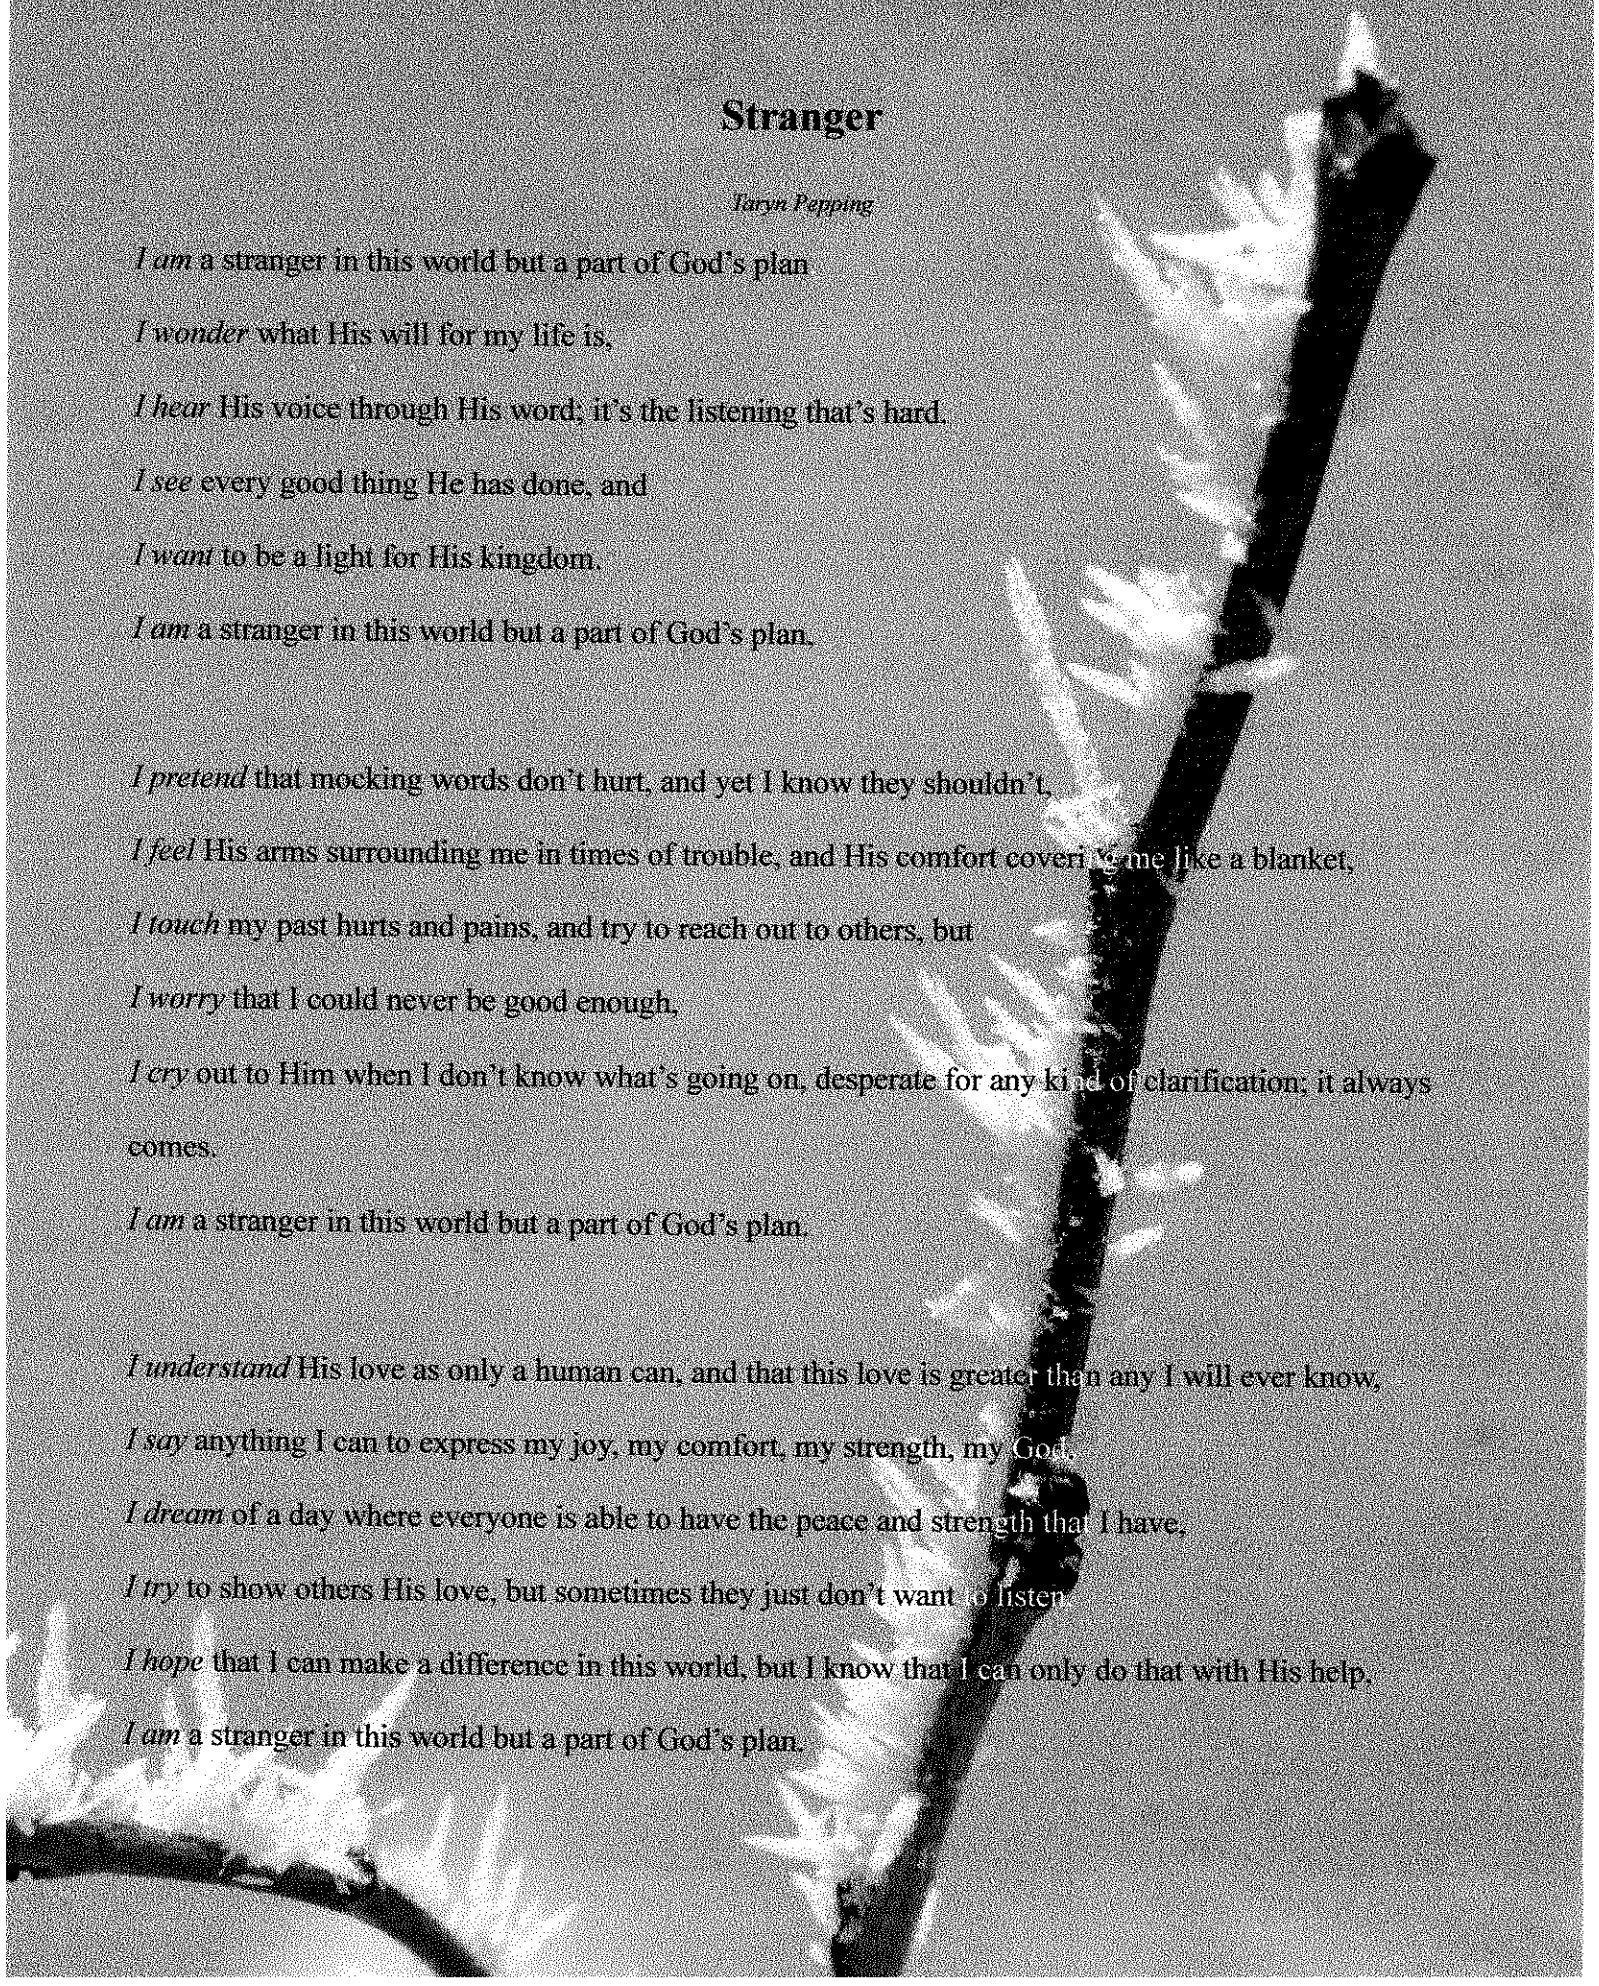 Stranger
Taryn Pepping
I am a stranger in this world but a part of God's plan
I wonder what His will for my life is,
I hear His voice through His word; it's the listening that's hard,
I see every good thing He has done, and
I want to be a light for His kingdom.
I am a stranger in this world but a part of God's plan.
I pretend that mocking words don't hurt, and yet I know they shouldn't,
I feel His arms surrounding me in times of trouble, and His comfort covering me like a blanket,
I touch my past hurts and pains, and try to reach out to others, but
I worry that I could never be good enough,
I cry out to Him when I don't know what's going on, desperate for any kind of clarification; it always
comes.
I am a stranger in this world but a part of God's plan.
I understand His love as only a human can, and that this love is greater than any I will ever know,
I say anything I can to express my joy, my comfort, my strength, my God.
I dream of a day where everyone is able to have the peace and strength that I have,
I try to show others His love, but sometimes they just don't want to listen.
I hope that I can make a difference in this world, but I know that I can only do that with His help,
I am a stranger in this world but a part of God's plan.